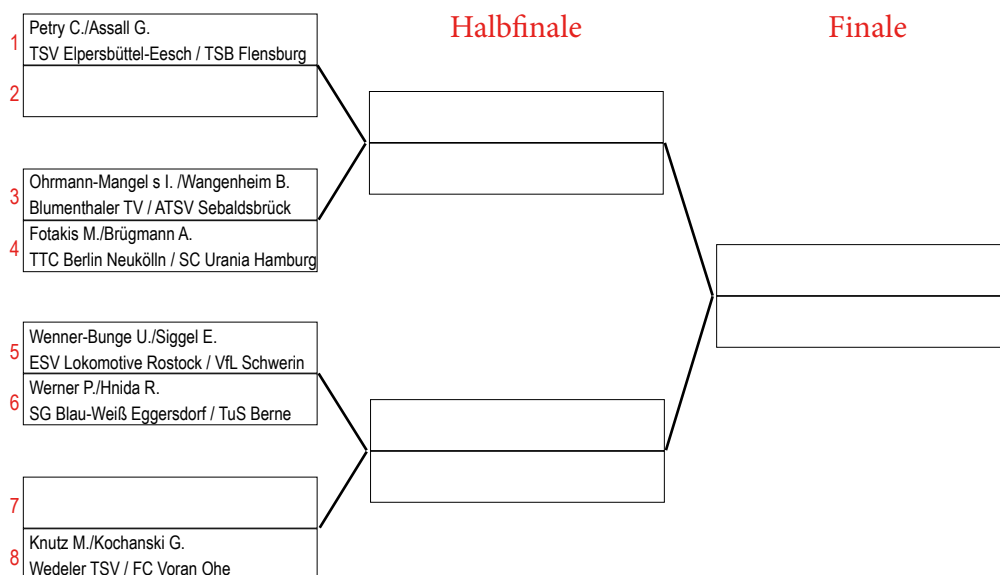 Halbfinale
Finale
1
Petry C./Assall G.
TSV Elpersbüttel-Eesch / TSB Flensburg
2
3
Ohrmann-Mangel s I. /Wangenheim B.
Blumenthaler TV / ATSV Sebaldsbrück
4
Fotakis M./Brügmann A.
TTC Berlin Neukölln / SC Urania Hamburg
5
Wenner-Bunge U./Siggel E.
ESV Lokomotive Rostock / VfL Schwerin
6
Werner P./Hnida R.
SG Blau-Weiß Eggersdorf / TuS Berne
7
8
Knutz M./Kochanski G.
Wedeler TSV / FC Voran Ohe